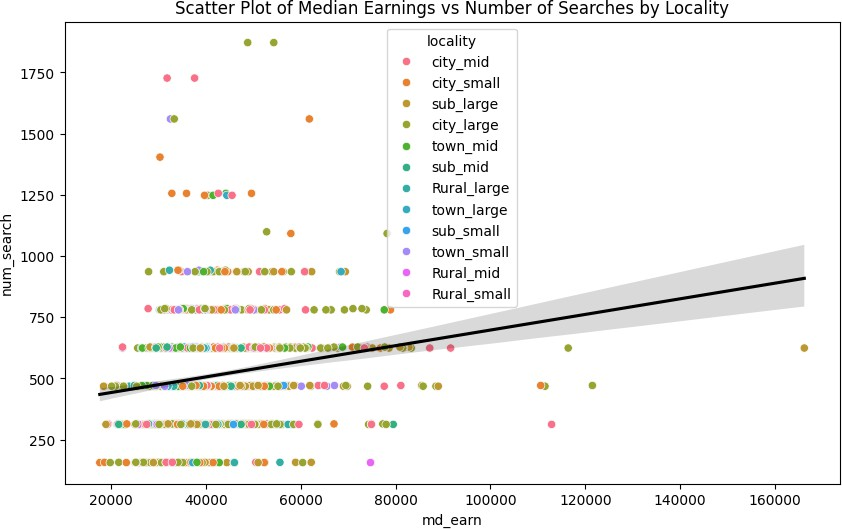 Scatter Plot of Median Earnings vs Number of Searches by Locality
num_search
1750
1500
1250
1000
750
500
250
locality
city_mid
city_small
sub_large
city_large
town_mid
sub_mid
Rural_large
town_large
sub_small
town_small
Rural_mid
Rural_small
20000 40000 60000 80000 100000 120000 140000 160000
md_earn